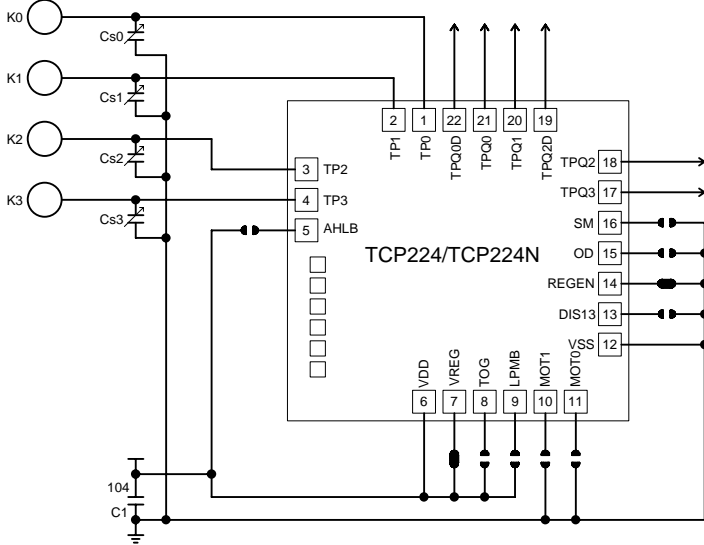 K0
Cs0
K1
Cs1
K2
Cs2
K3
Cs3
2
1
22
21
20
19
TP1
TP0
TPQ0D
TPQ0
TPQ1
TPQ2D
3
TP2
4
TP3
5
AHLB
TCP224/TCP224N
TPQ2
18
TPQ3
17
SM
16
OD
15
REGEN
14
DIS13
13
VSS
12
VDD
VREG
TOG
LPMB
MOT1
MOT0
6
7
8
9
10
11
104
C1